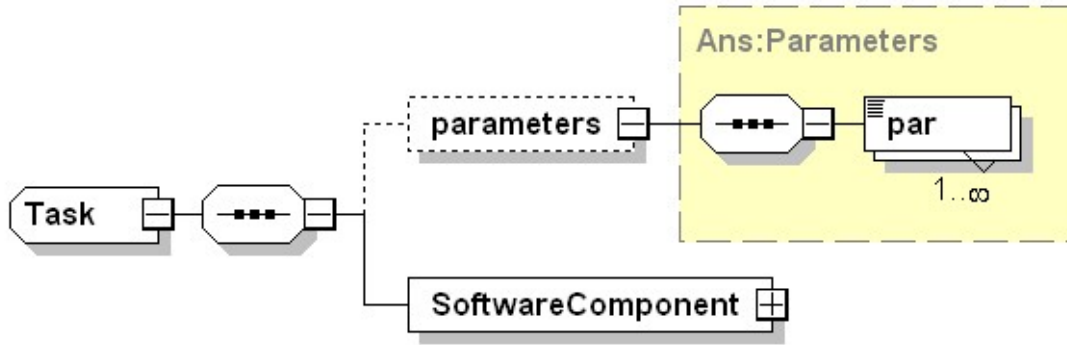 Ans:Parameters
parameters
par
1..∞
Task
SoftwareComponent